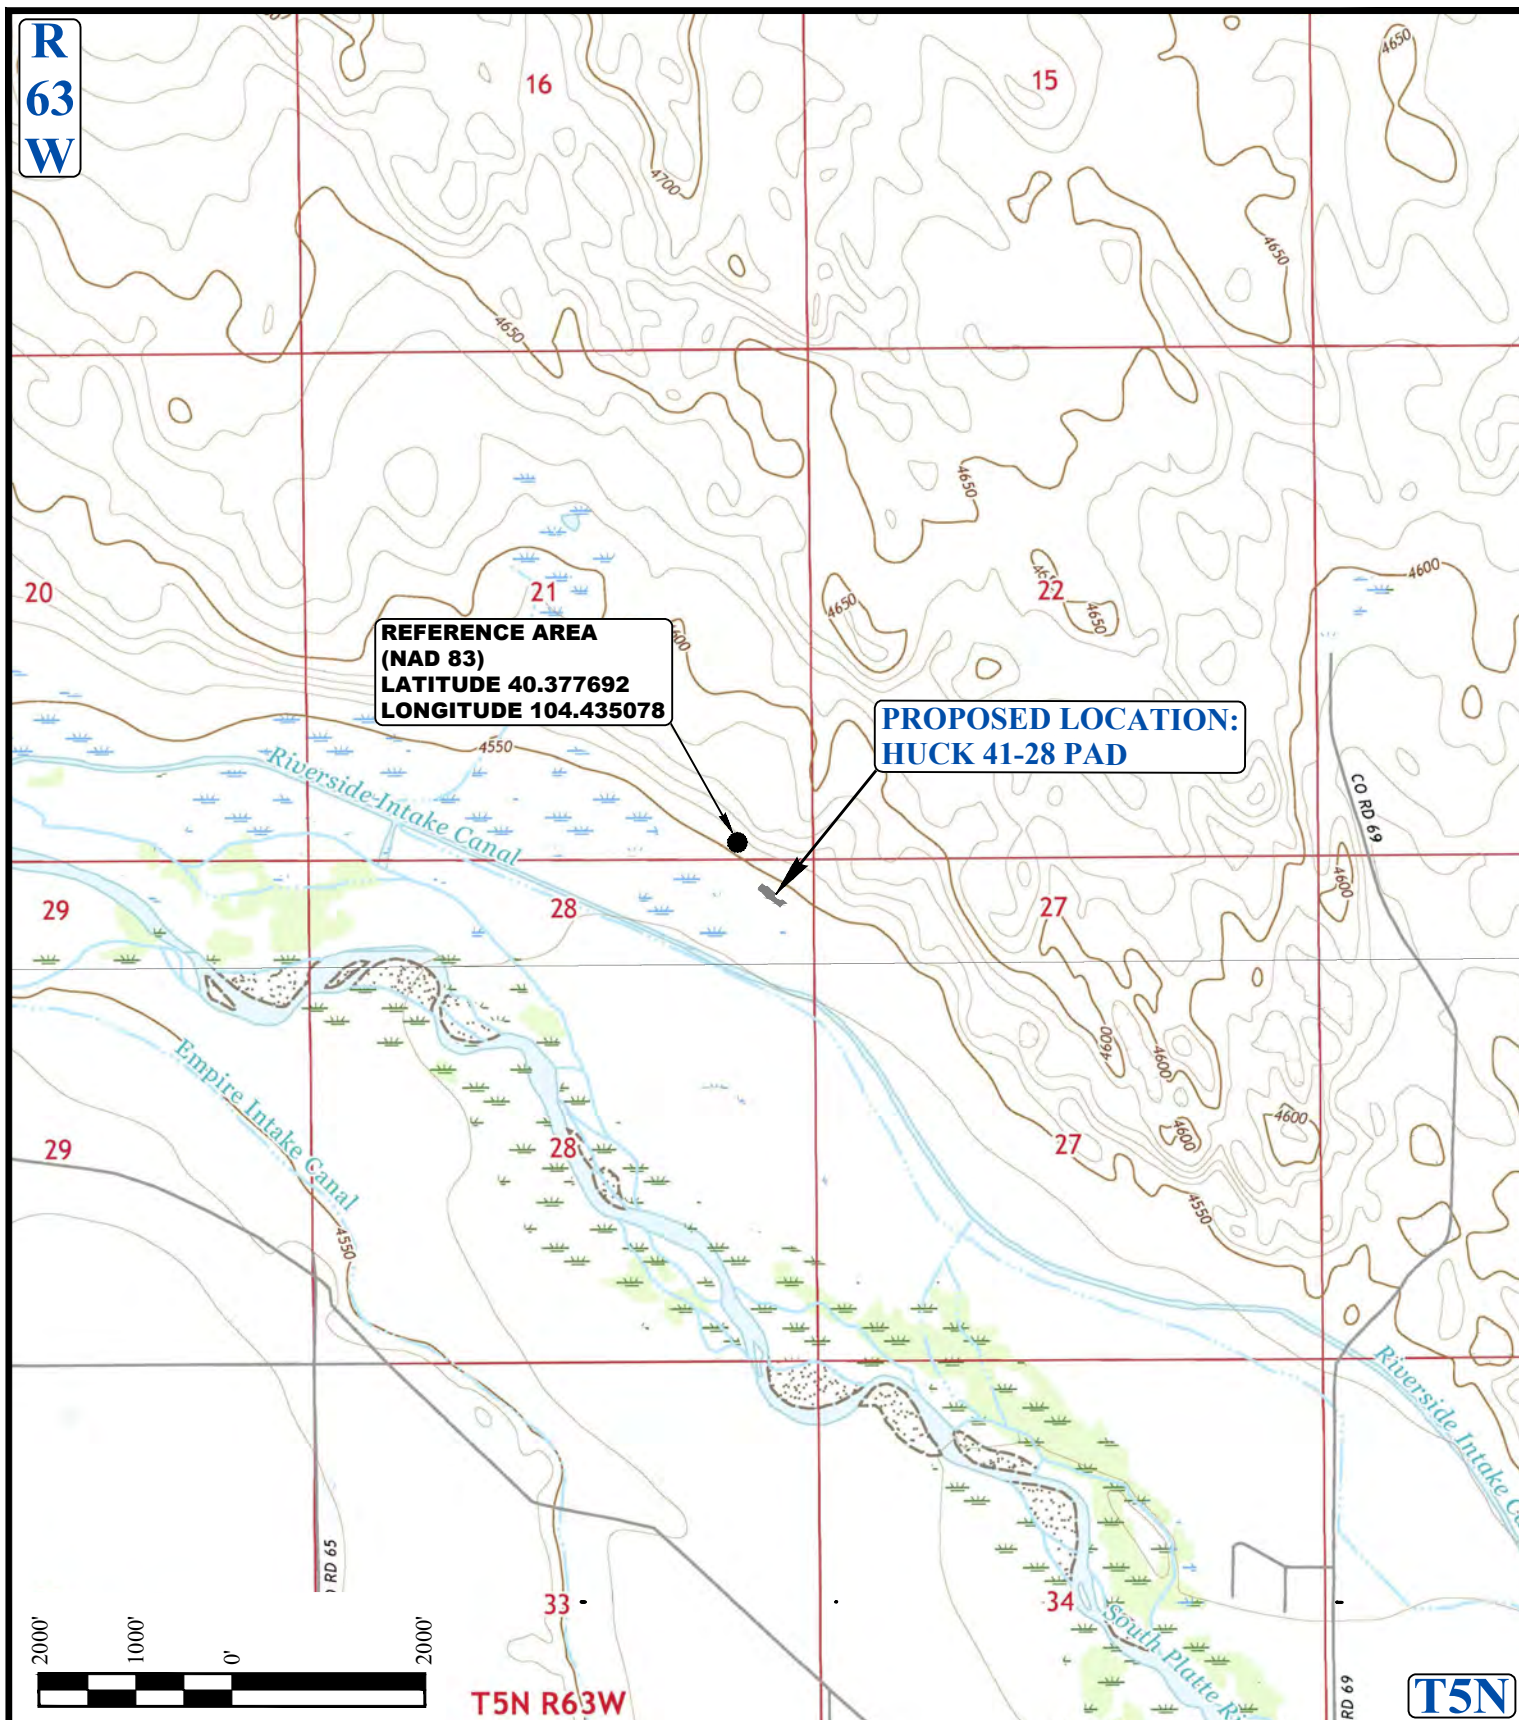 R
63
W
16
15
4650
4700
4650
4650
4650
20
21
22
4650
4650
4600
REFERENCE AREA
(NAD 83)
LATITUDE 40.377692
LONGITUDE 104.435078
PROPOSED LOCATION:
HUCK 41-28 PAD
4550
Riverside Intake Canal
CO RD 69
4600
29
28
27
4600
4600
Empire Intake Canal
4600
4600
29
28
27
4550
4550
Riverside Intake
RD 65
33
34
South Platte
2000'
1000'
0'
2000'
T5N R63W
RD 69
T5N